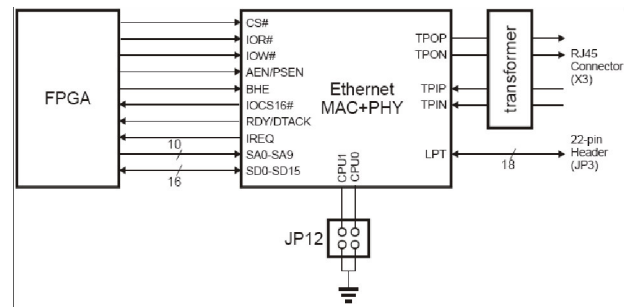 FPGA
CS#
IOR#
IOW#
AEN/PSEN
BHE
IOCS16#
RDY/DTACK
IREQ
10
SA0-SA9
16
SD0-SD15
Ethernet
MAC+PHY
TPOP
TPON
TPIP
TPIN
LPT
CPU1
CPU0
transformer
RJ45
Connector
(X3)
18
22-pin
Header
(JP3)
JP12